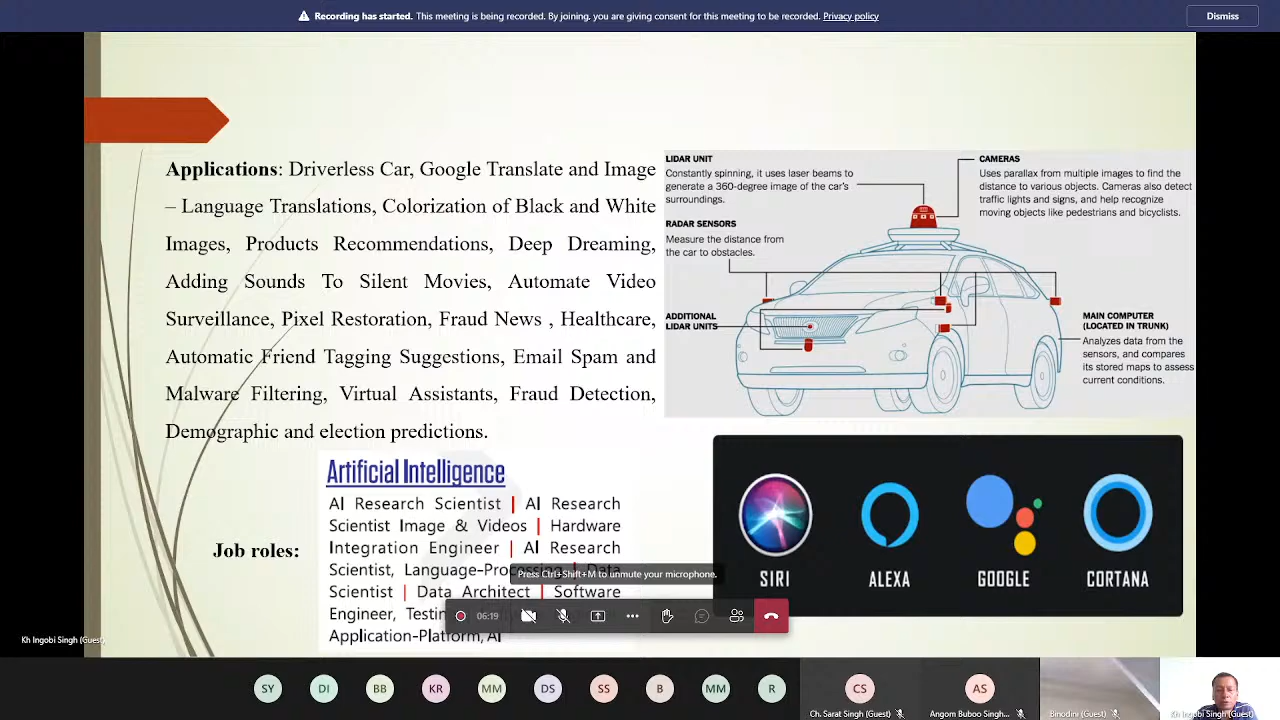 Recording has started. This meeting is being recorded. By joining, you are giving consent for this meeting to be recorded. Privacy policy
Dismiss
Applications: Driverless Car, Google Translate and Image
– Language Translations, Colorization of Black and White
Images, Products Recommendations, Deep Dreaming,
Adding Sounds To Silent Movies, Automate Video
Surveillance, Pixel Restoration, Fraud News , Healthcare,
Automatic Friend Tagging Suggestions, Email Spam and
Malware Filtering, Virtual Assistants, Fraud Detection,
Demographic and election predictions.
LIDAR UNIT
Constantly spinning, it uses laser beams to
generate a 360-degree image of the car's
surroundings.
RADAR SENSORS
Measure the distance from
the car to obstacles.
ADDITIONAL
LIDAR UNITS
CAMERAS
Uses parallax from multiple images to find the
distance to various objects. Cameras also detect
traffic lights and signs, and help recognize
moving objects like pedestrians and bicyclists.
MAIN COMPUTER
(LOCATED IN TRUNK)
Analyzes data from the
sensors, and compares
its stored maps to assess
current conditions.
Job roles:
Artificial Intelligence
AI Research Scientist | AI Research
Scientist Image & Videos | Hardware
Integration Engineer | AI Research
Scientist, Language-Processing | Data
Scientist | Data Architect | Software
Engineer,
Application-Platform, AI
Press Ctrl+Shift+M to unmute your microphone.
06:19
SIRI
ALEXA
GOOGLE
CORTANA
Kh Ingobi Singh (Guest)
SY
DI
BB
KR
MM
DS
SS
B
MM
R
CS
Ch. Sarat Singh (Guest)
AS
Angom Buboo Singh...
Binodini (Guest)
Kh Ingobi Singh (Guest)